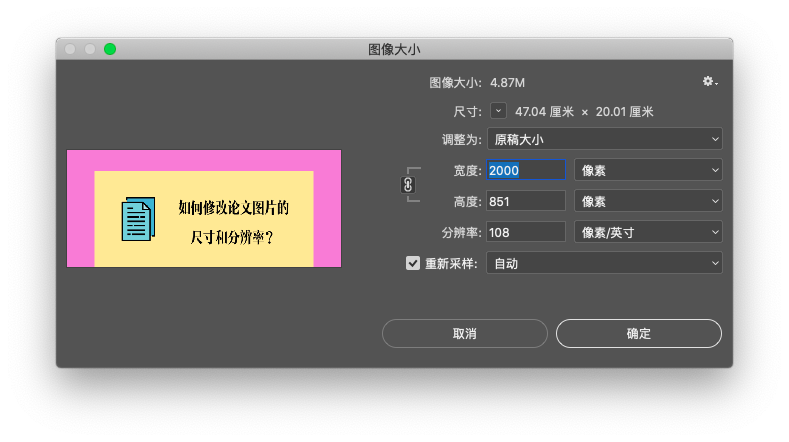 图像大小
图像大小: 4.87M
尺寸: 47.04 厘米 × 20.01 厘米
调整为: 原稿大小
宽度: 2000 像素
高度: 851 像素
分辨率: 108 像素/英寸
重新采样: 自动
取消 确定
如何修改论文图片的
尺寸和分辨率?